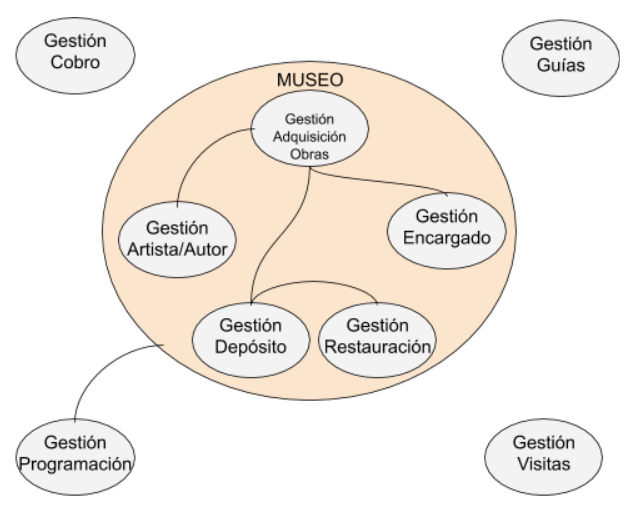 Gestión
Cobro
Gestión
Guías
MUSEO
Gestión
Adquisición
Obras
Gestión
Artista/Autor
Gestión
Encargado
Gestión
Depósito
Gestión
Restauración
Gestión
Programación
Gestión
Visitas